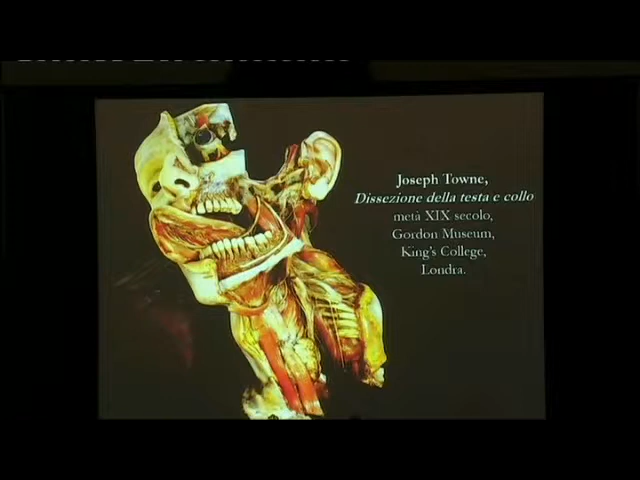 Joseph Towne,
Dissezione della testa e collo
metà XIX secolo,
Gordon Museum,
King's College,
Londra.